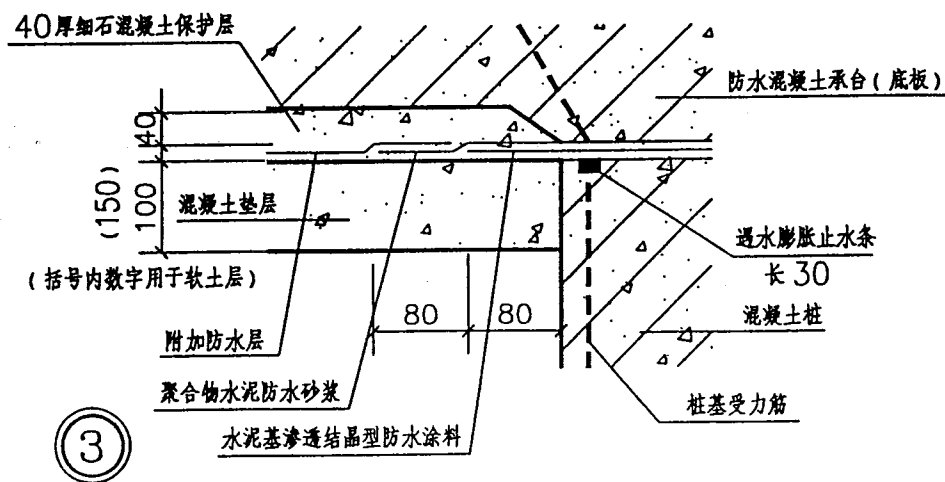 40厚细石混凝土保护层
防水混凝土承台(底板)
40
(150)
100
混凝土垫层
遇水膨胀止水条
长30
(括号内数字用于软土层)
80
80
混凝土桩
附加防水层
聚合物水泥防水砂浆
桩基受力筋
水泥基渗透结晶型防水涂料
3